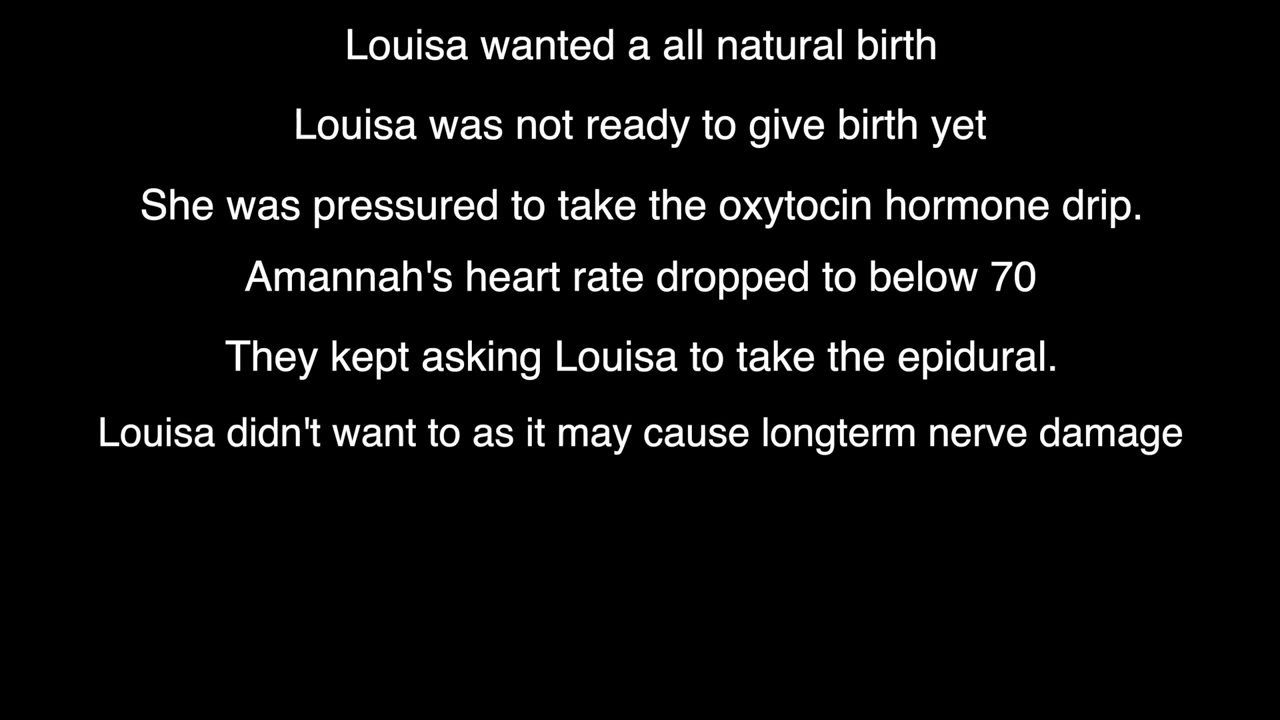 Louisa wanted a all natural birth
Louisa was not ready to give birth yet
She was pressured to take the oxytocin hormone drip.
Amannah's heart rate dropped to below 70
They kept asking Louisa to take the epidural.
Louisa didn't want to as it may cause longterm nerve damage